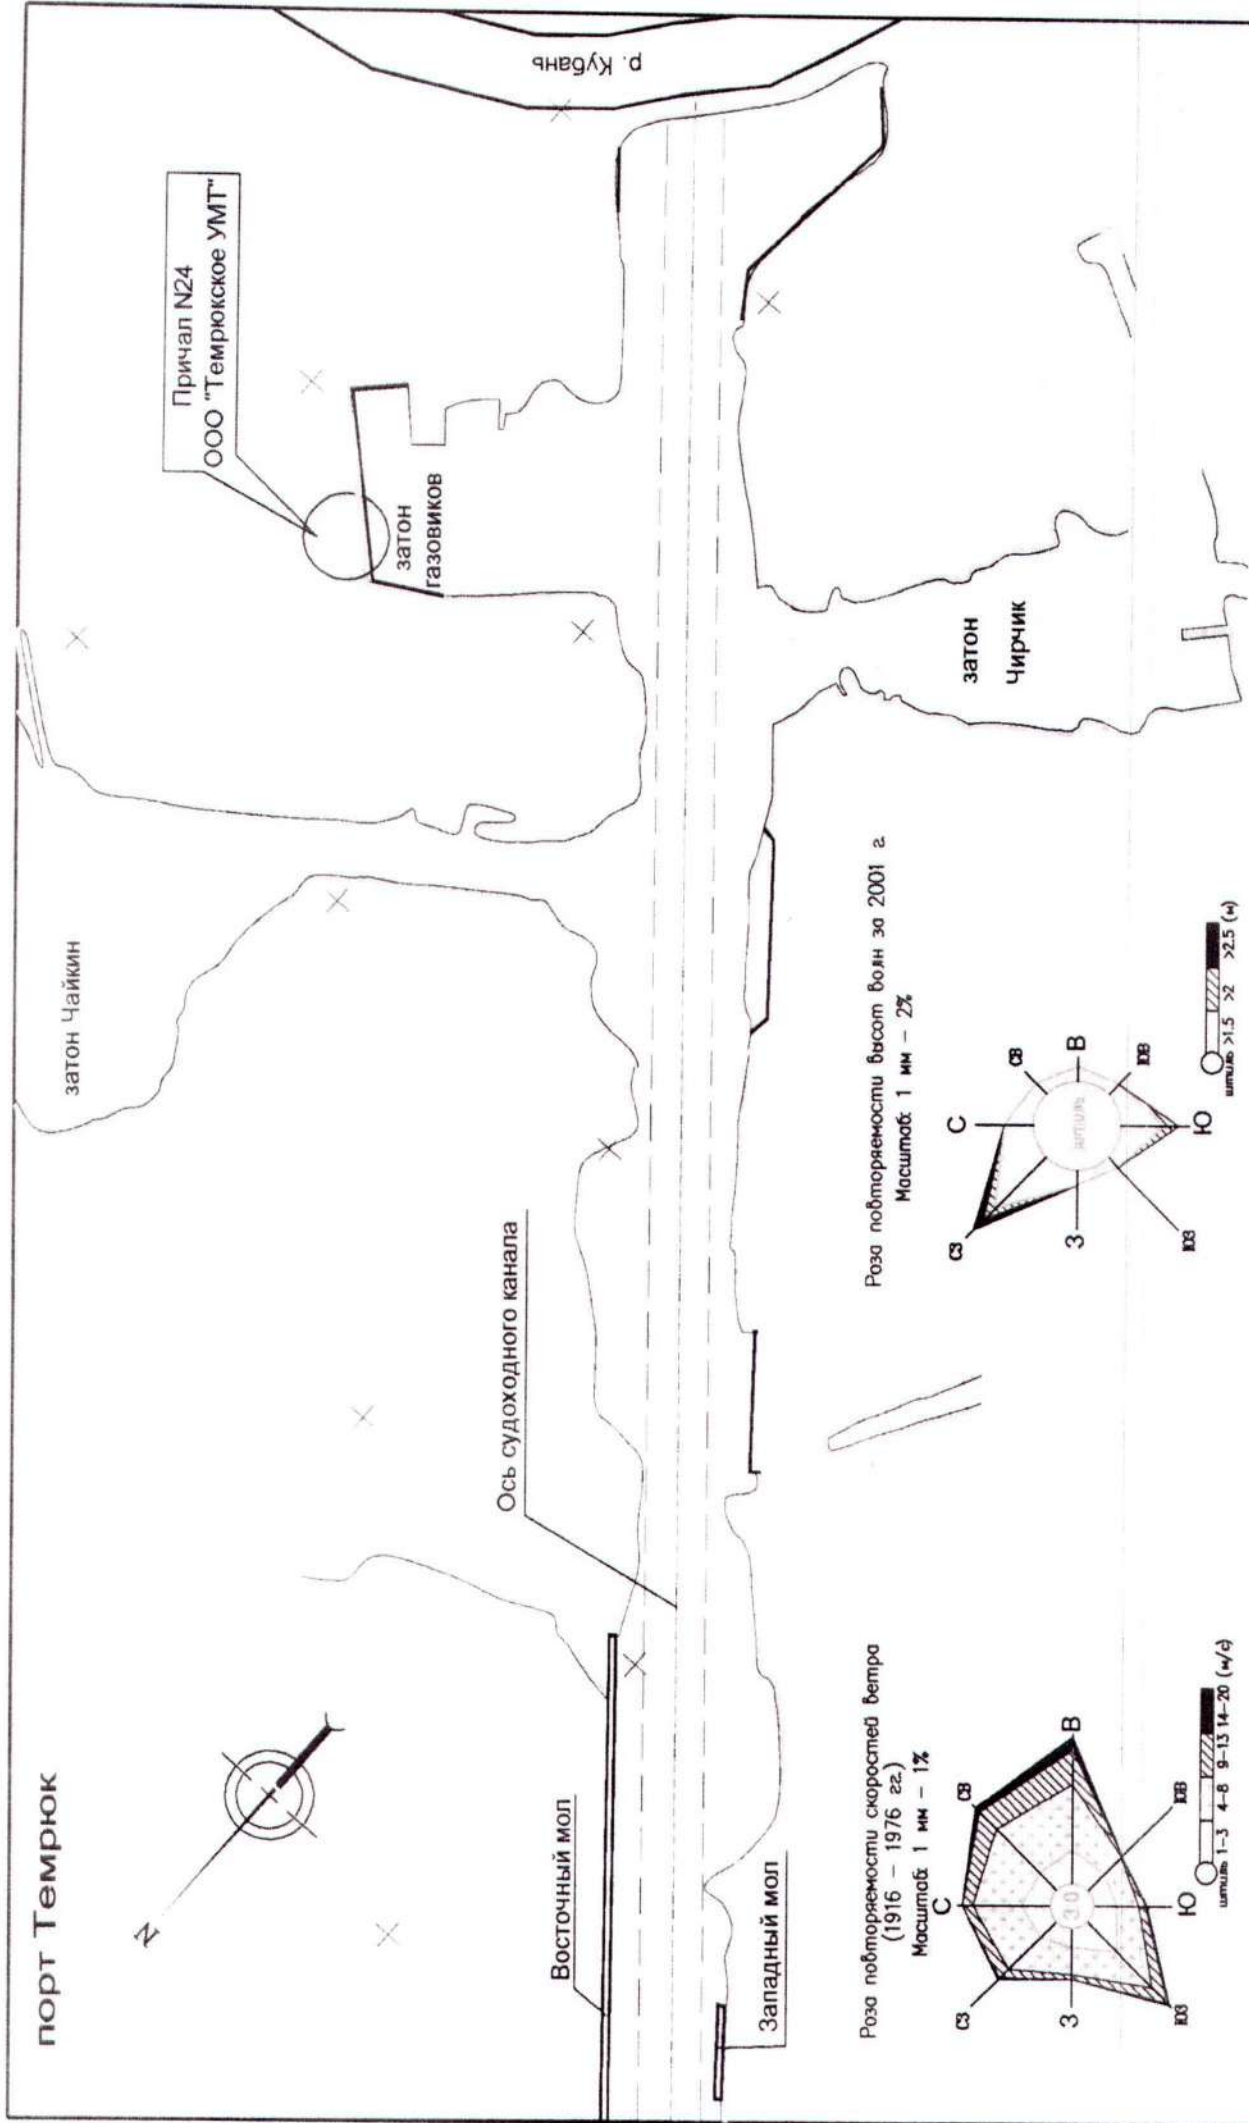 порт Темрюк
N
Причал N24
ООО "Темрюкское УМТ"
р. Кубань
затон Чайкин
затон
газовиков
Ось судоходного канала
Восточный мол
Западный мол
затон
Чирчик
Роза повторяемости скоростей ветра
(1916 – 1976 гг.)
Масштаб: 1 мм – 1%
С
СВ
В
ЮВ
Ю
ЮЗ
З
СЗ
3.0
штиль 1-3 4-8 9-13 14-20 (м/с)
Роза повторяемости высот волн за 2001 г.
Масштаб: 1 мм – 2%
С
СВ
В
ЮВ
Ю
ЮЗ
З
СЗ
штиль
штиль >1.5 >2 >2.5 (м)